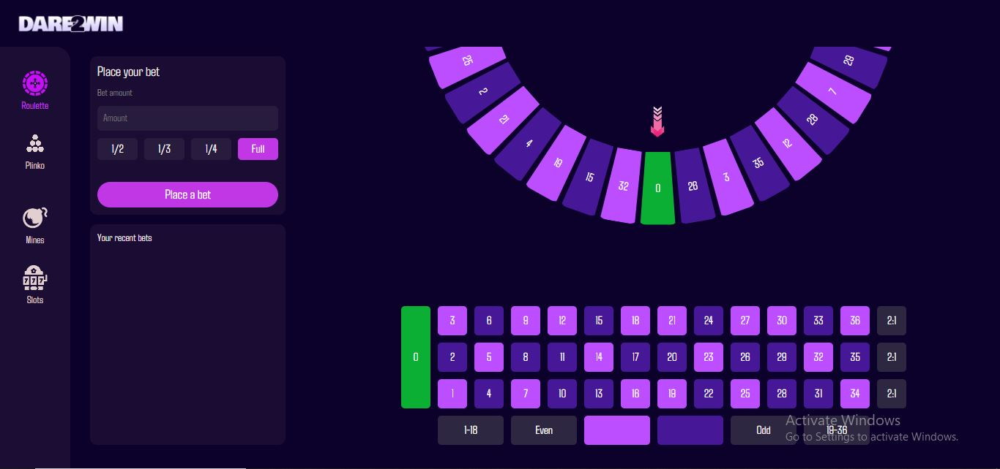 DARE2WIN
Roulette
Plinko
Mines
Slots
Place your bet
Bet amount
Amount
1/2 1/3 1/4 Full
Place a bet
Your recent bets
25 2 21 4 19 15 32 0 26 3 35 12 28 7 29
3 6 9 12 15 18 21 24 27 30 33 36 2:1
0 2 5 8 11 14 17 20 23 26 29 32 35 2:1
1 4 7 10 13 16 19 22 25 28 31 34 2:1
1-18 Even Odd 19-36
Activate Windows
Go to Settings to activate Windows.